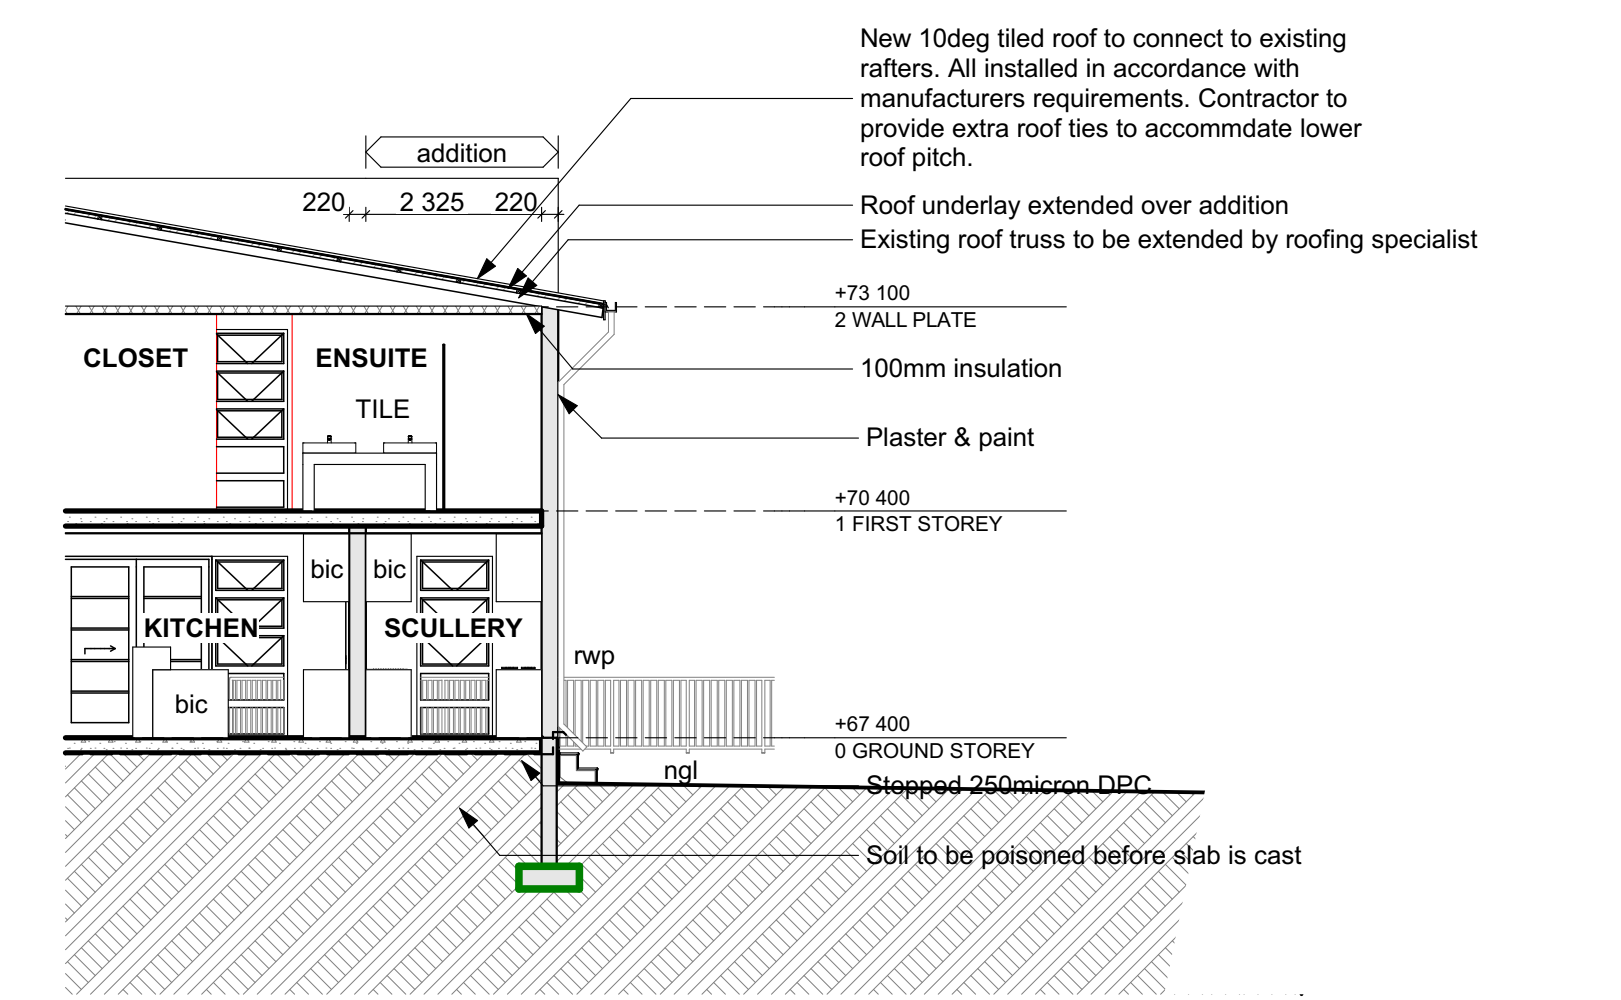 New 10deg tiled roof to connect to existing
rafters. All installed in accordance with
manufacturers requirements. Contractor to
provide extra roof ties to accommdate lower
roof pitch.
addition
220 2 325 220
Roof underlay extended over addition
Existing roof truss to be extended by roofing specialist
+73 100
2 WALL PLATE
CLOSET
ENSUITE
TILE
100mm insulation
Plaster & paint
+70 400
1 FIRST STOREY
bic
bic
KITCHEN
SCULLERY
rwp
bic
+67 400
0 GROUND STOREY
ngl
Stepped 250micron DPC
Soil to be poisoned before slab is cast